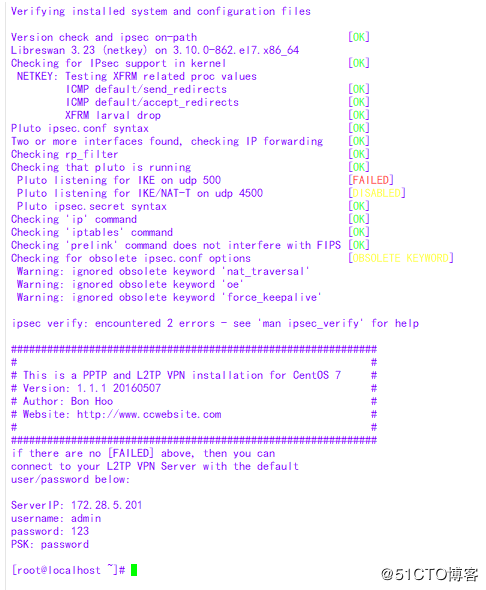 Verifying installed system and configuration files

Version check and ipsec on-path [OK]
Libreswan 3.23 (netkey) on 3.10.0-862.el7.x86_64
Checking for IPsec support in kernel [OK]
 NETKEY: Testing XFRM related proc values
         ICMP default/send_redirects [OK]
         ICMP default/accept_redirects [OK]
         XFRM larval drop [OK]
Pluto ipsec.conf syntax [OK]
Two or more interfaces found, checking IP forwarding [OK]
Checking rp_filter [OK]
Checking that pluto is running [OK]
 Pluto listening for IKE on udp 500 [FAILED]
 Pluto listening for IKE/NAT-T on udp 4500 [DISABLED]
 Pluto ipsec.secret syntax [OK]
Checking 'ip' command [OK]
Checking 'iptables' command [OK]
Checking 'prelink' command does not interfere with FIPS [OK]
Checking for obsolete ipsec.conf options [OBSOLETE KEYWORD]
 Warning: ignored obsolete keyword 'nat_traversal'
 Warning: ignored obsolete keyword 'oe'
 Warning: ignored obsolete keyword 'force_keepalive'

ipsec verify: encountered 2 errors - see 'man ipsec_verify' for help

#############################################################
# #
# This is a PPTP and L2TP VPN installation for CentOS 7 #
# Version: 1.1.1 20160507 #
# Author: Bon Hoo #
# Website: http://www.ccwebsite.com #
# #
#############################################################
if there are no [FAILED] above, then you can
connect to your L2TP VPN Server with the default
user/password below:

ServerIP: 172.28.5.201
username: admin
password: 123
PSK: password

[root@localhost ~]#
@51CTO博客